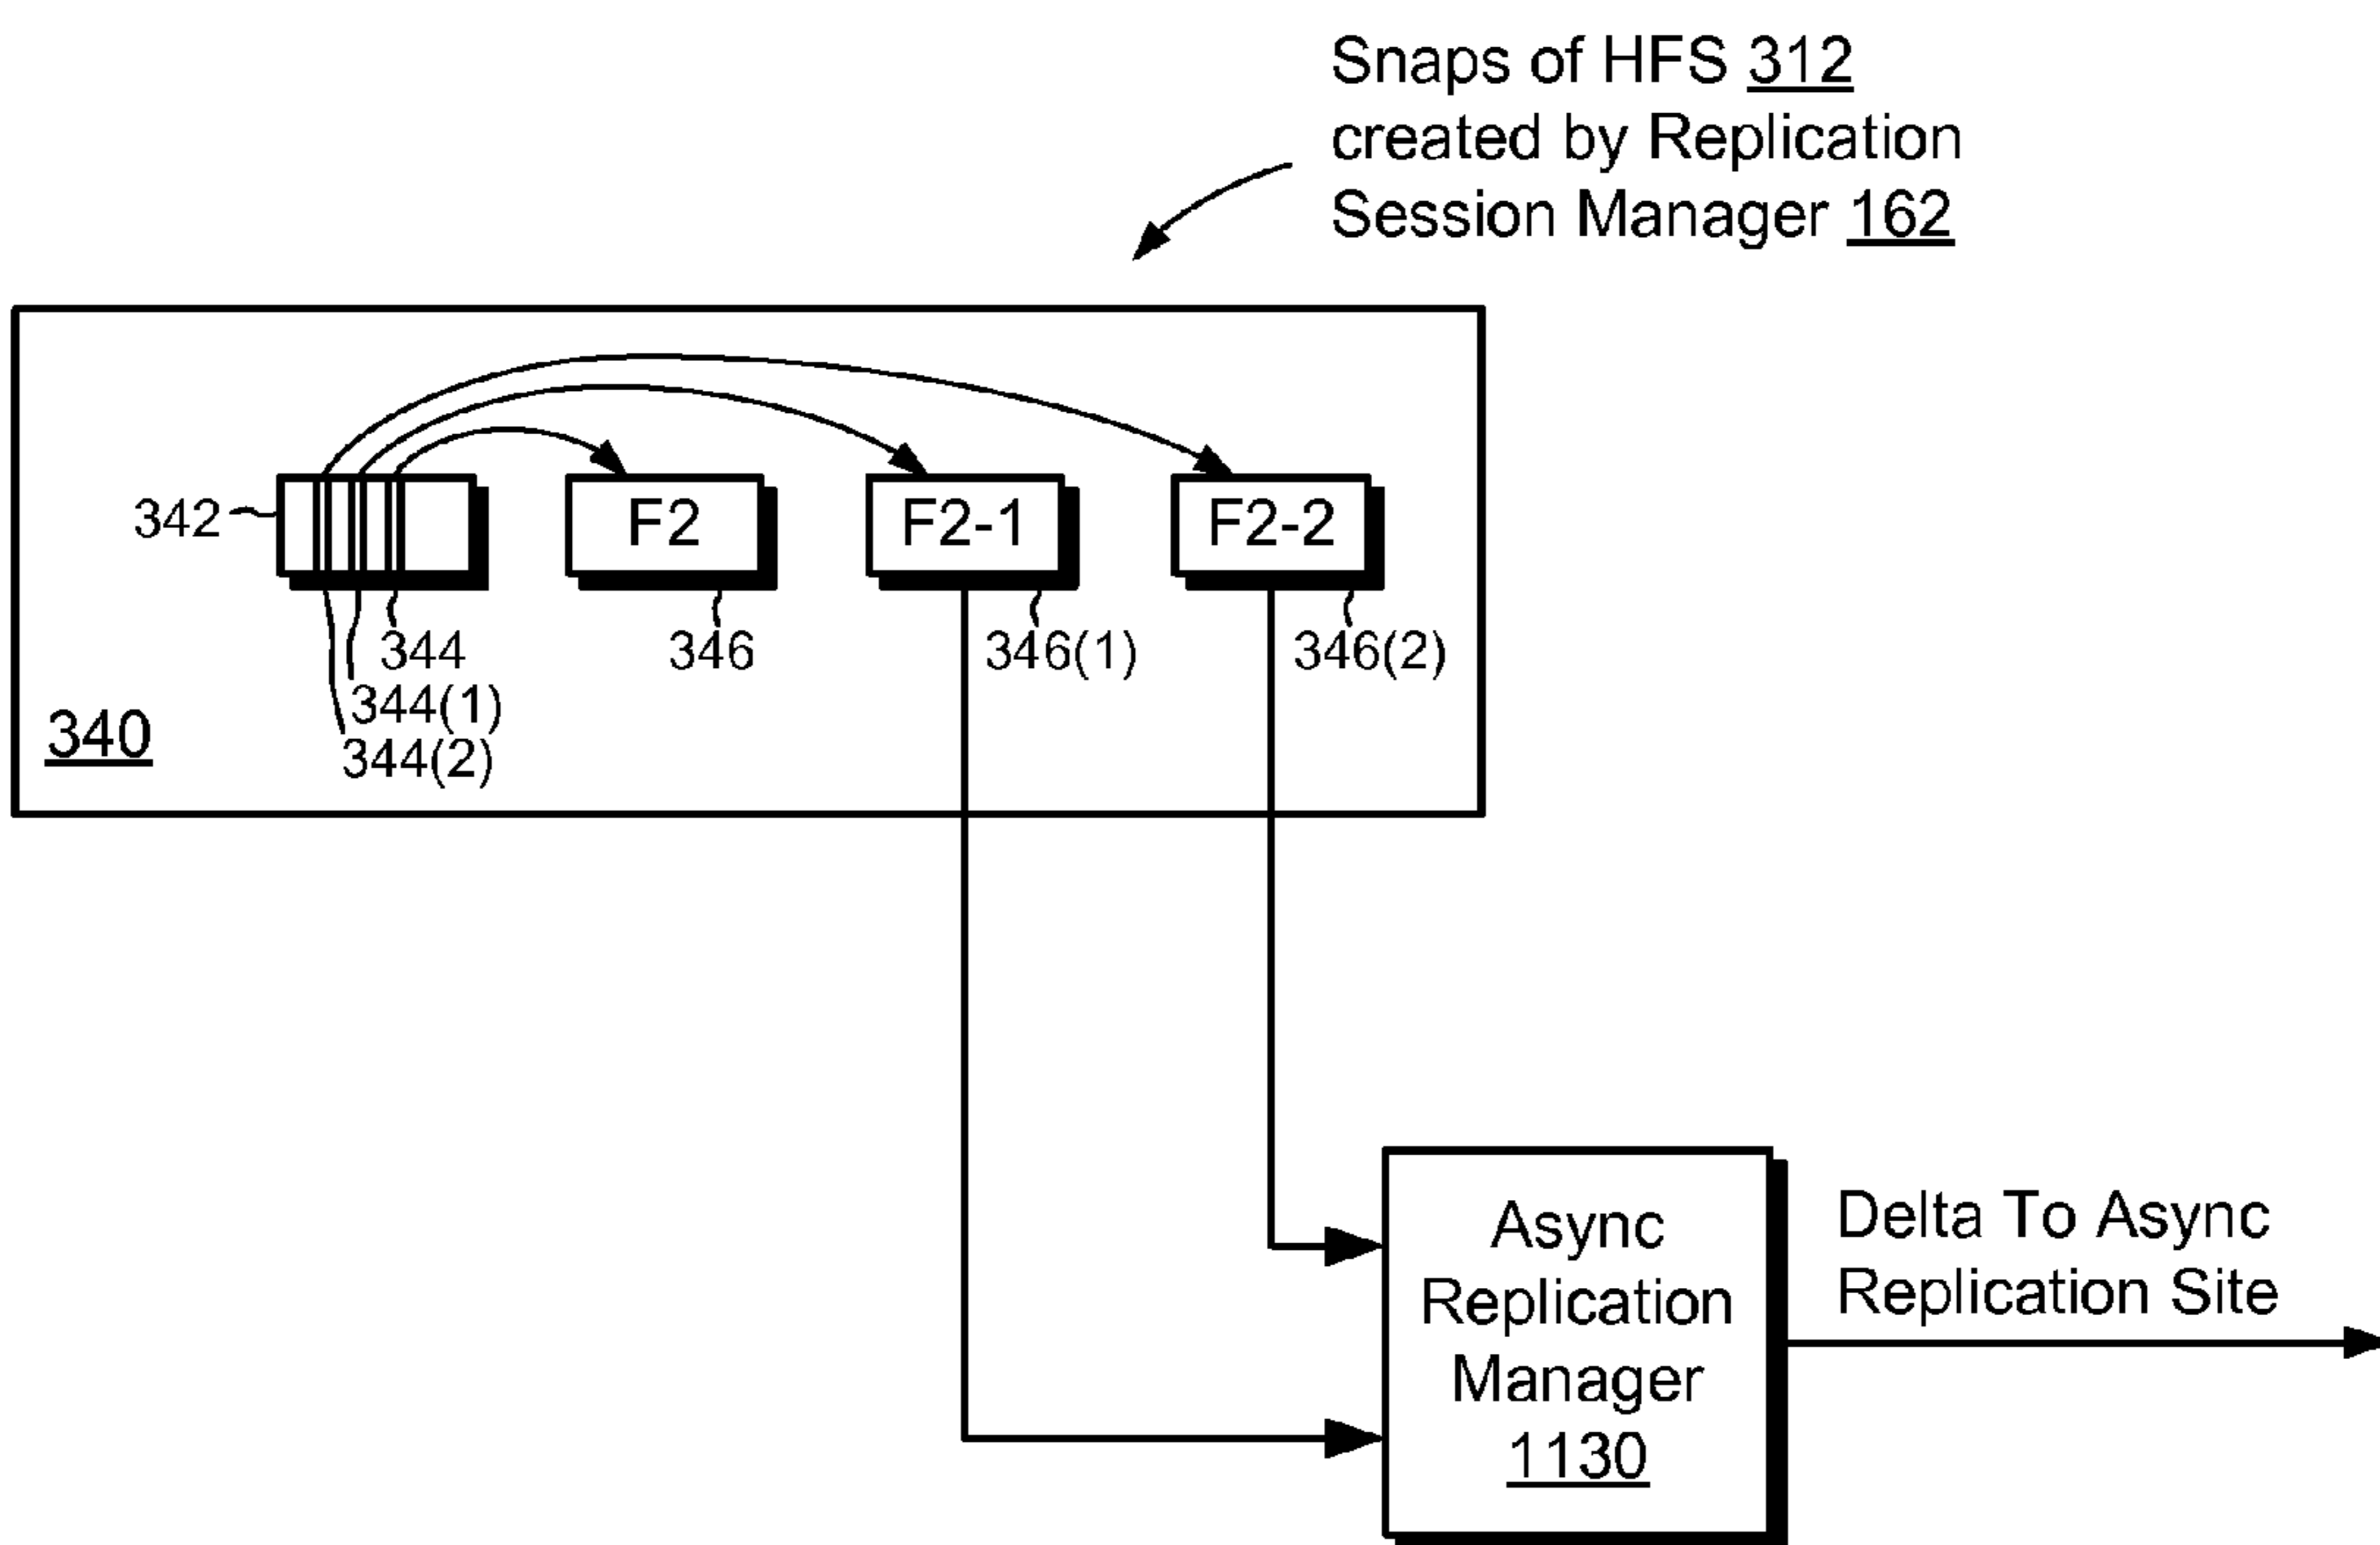 Snaps of HFS 312
created by Replication
Session Manager 162
342
F2
F2-1
F2-2
344
346
346(1)
346(2)
344(1)
344(2)
340
Async
Replication
Manager
1130
Delta To Async
Replication Site